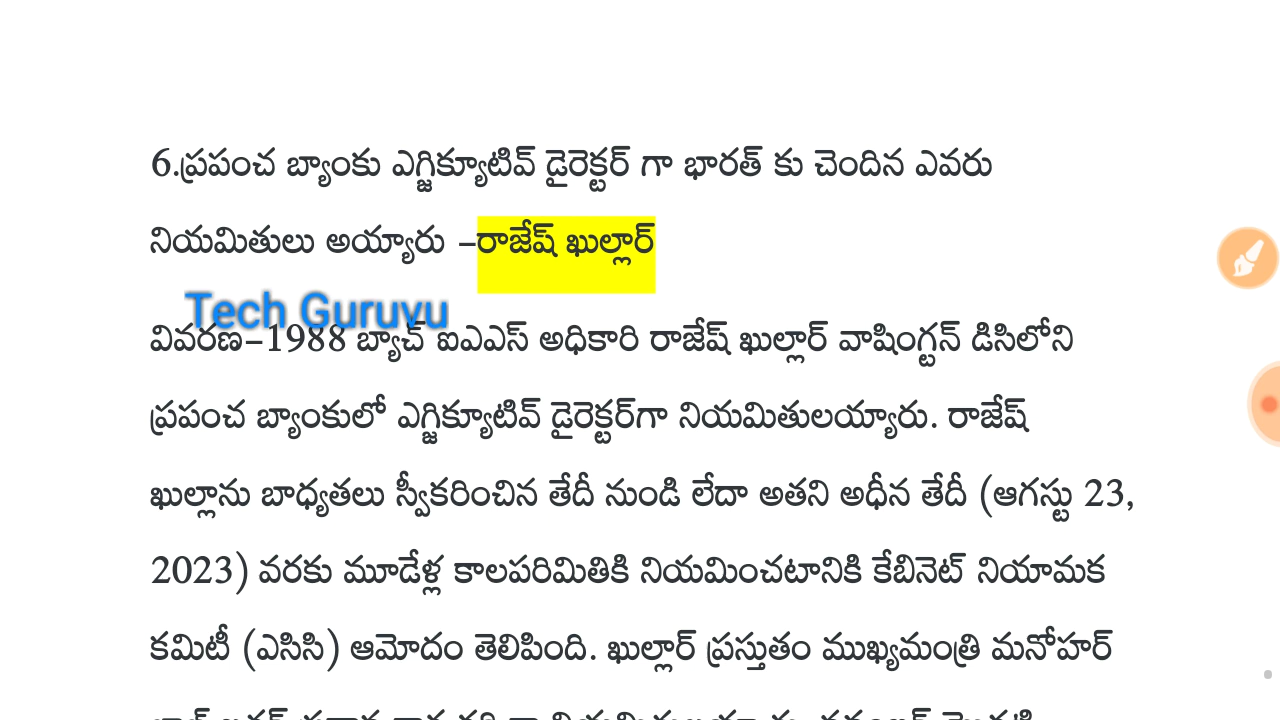 6.ప్రపంచ బ్యాంకు ఎగ్జిక్యూటివ్ డైరెక్టర్ గా భారత్ కు చెందిన ఎవరు
నియమితులు అయ్యారు –రాజేష్ ఖుల్లార్
Tech Guruvu
వివరణ–1988 బ్యాచ్ ఐఎఎస్ అధికారి రాజేష్ ఖుల్లార్ వాషింగ్టన్ డిసిలోని
ప్రపంచ బ్యాంకులో ఎగ్జిక్యూటివ్ డైరెక్టర్‌గా నియమితులయ్యారు. రాజేష్
ఖుల్లాను బాధ్యతలు స్వీకరించిన తేదీ నుండి లేదా అతని అధీన తేదీ (ఆగస్టు 23,
2023) వరకు మూడేళ్ల కాలపరిమితికి నియమించటానికి కేబినెట్ నియామక
కమిటీ (ఎసిసి) ఆమోదం తెలిపింది. ఖుల్లార్ ప్రస్తుతం ముఖ్యమంత్రి మనోహర్